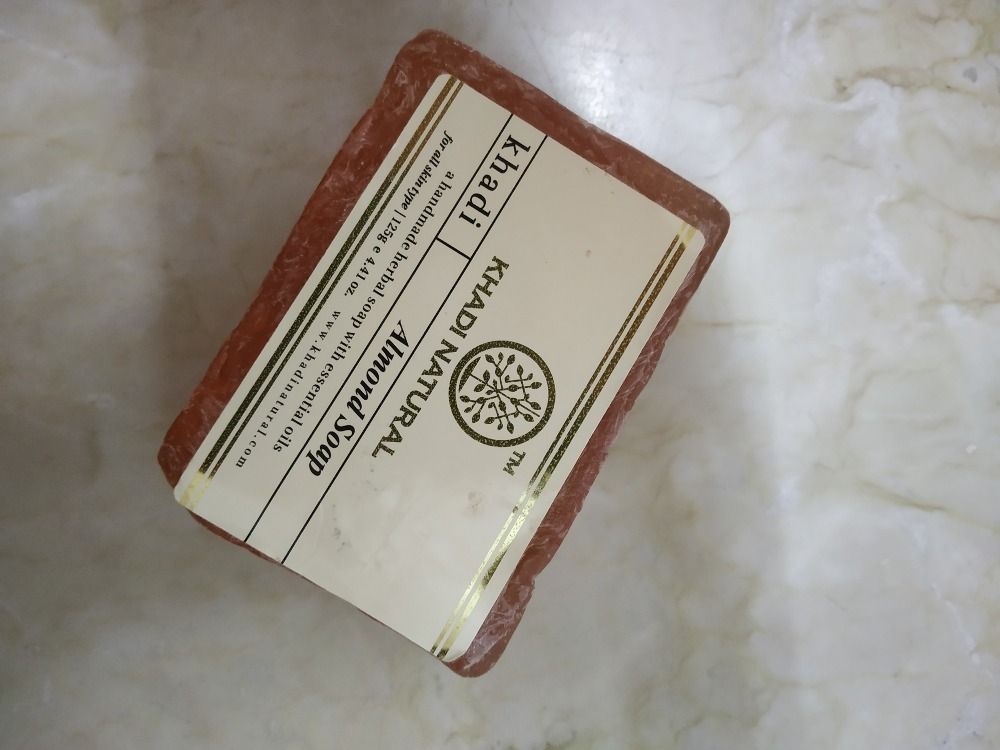 TM
KHADI NATURAL
khadi
Almond Soap
a handmade herbal soap with essential oils
for all skin type | 125g e 4.41 oz. www.khadinatural.com